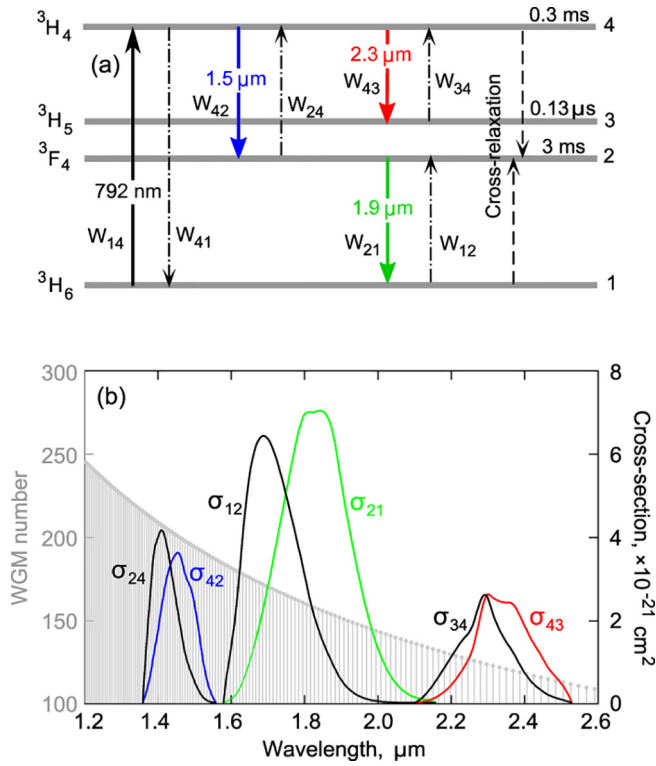 ³H₄ 0.3 ms 4
(a)
1.5 µm 2.3 µm
W₄₂ W₂₄ W₄₃ W₃₄
³H₅ 0.13 µs 3
³F₄ 3 ms 2
Cross-relaxation
792 nm
1.9 µm
W₁₄ W₄₁ W₂₁ W₁₂
³H₆ 1
(b)
300 8
250
200
150
100 0
6
4
2
WGM number
Cross-section, ×10⁻²¹ cm²
σ₂₄ σ₄₂ σ₁₂ σ₂₁ σ₃₄ σ₄₃
1.2 1.4 1.6 1.8 2.0 2.2 2.4 2.6
Wavelength, µm